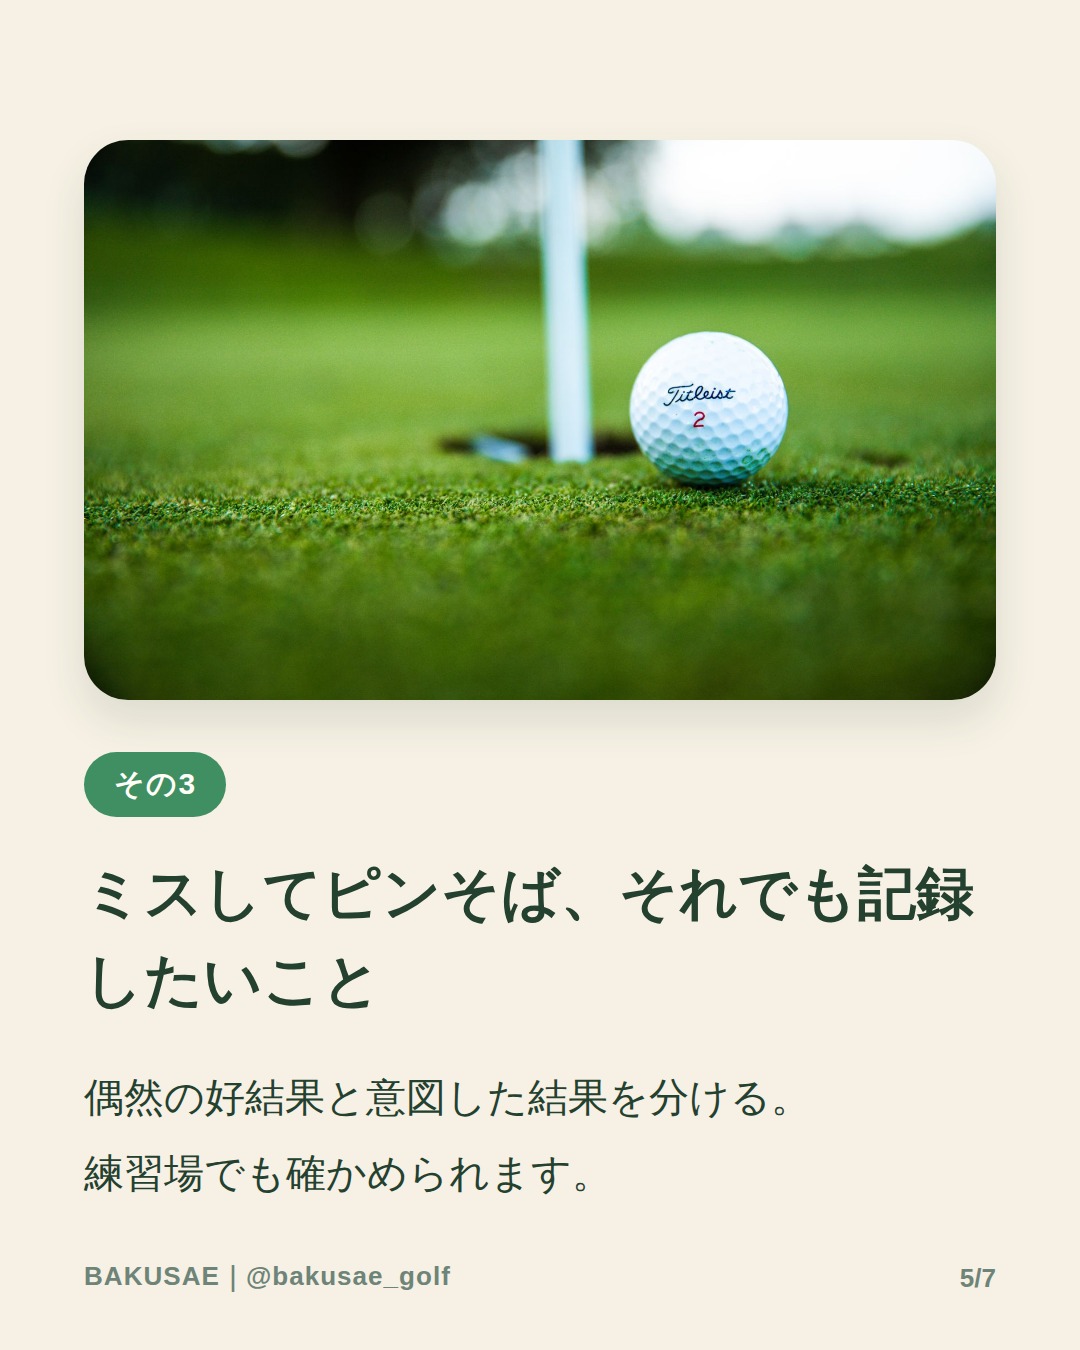 Titleist
2
その3
ミスしてピンそば、それでも記録
したいこと
偶然の好結果と意図した結果を分ける。
練習場でも確かめられます。
BAKUSAE | @bakusae_golf
5/7